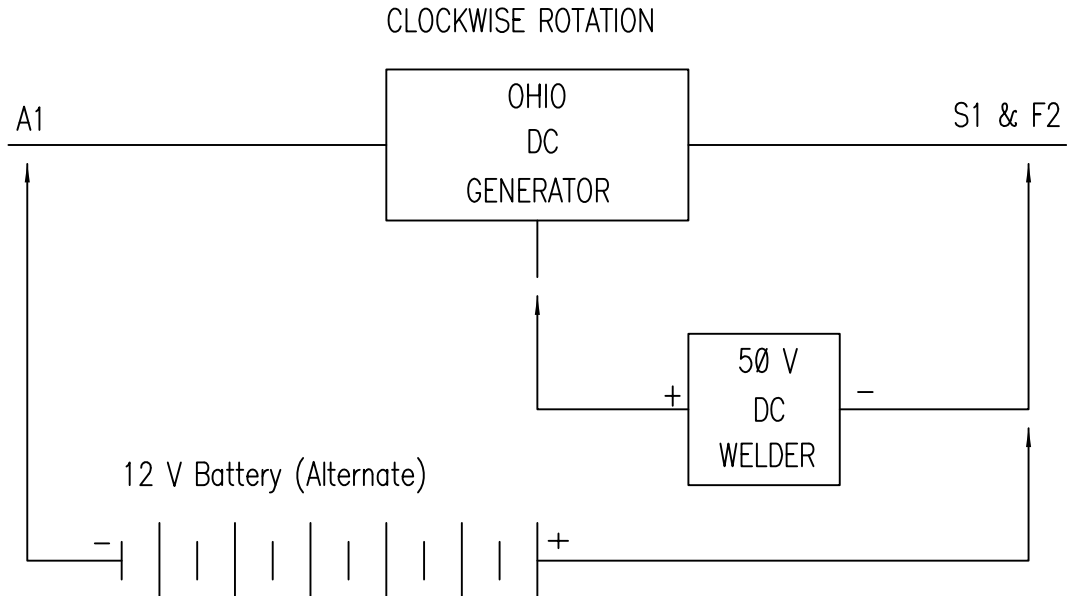 CLOCKWISE ROTATION
A1
OHIO
DC
GENERATOR
S1 & F2
50 V
DC
WELDER
+
-
12 V Battery (Alternate)
-
+